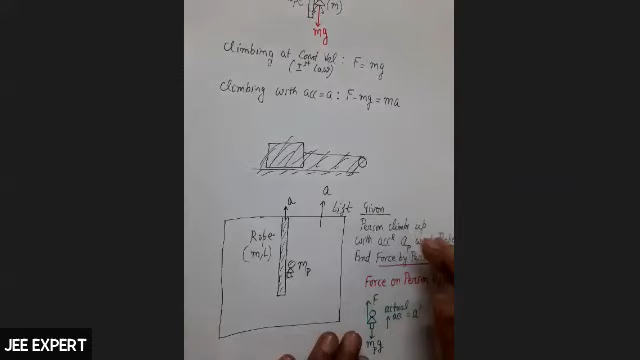 (m)
mg
Climbing at Const Vel : F = mg
(Ist law)
Climbing with acc = a : F - mg = ma
a
a
Lift
Given
Person climb up
with accⁿ ap
Find Force by
Rope
(m, L)
mp
Force on Person
F
actual
acc = a'
mpg
JEE EXPERT